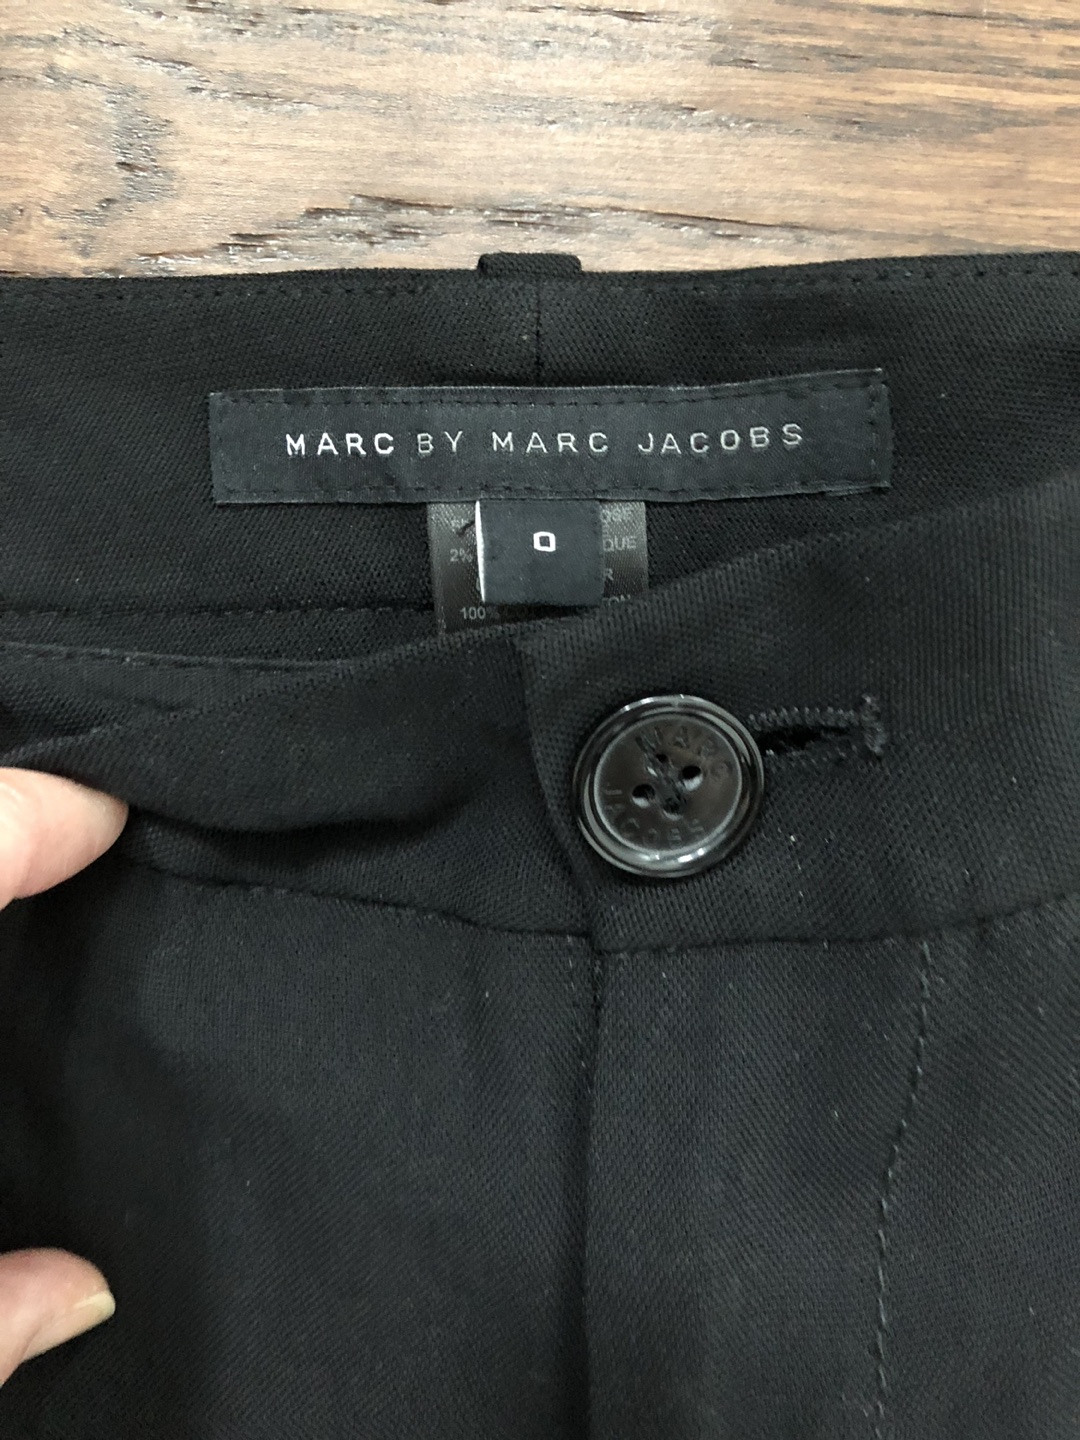 MARC BY MARC JACOBS
0
2%
QUE
R
100%
MARC
JACOBS